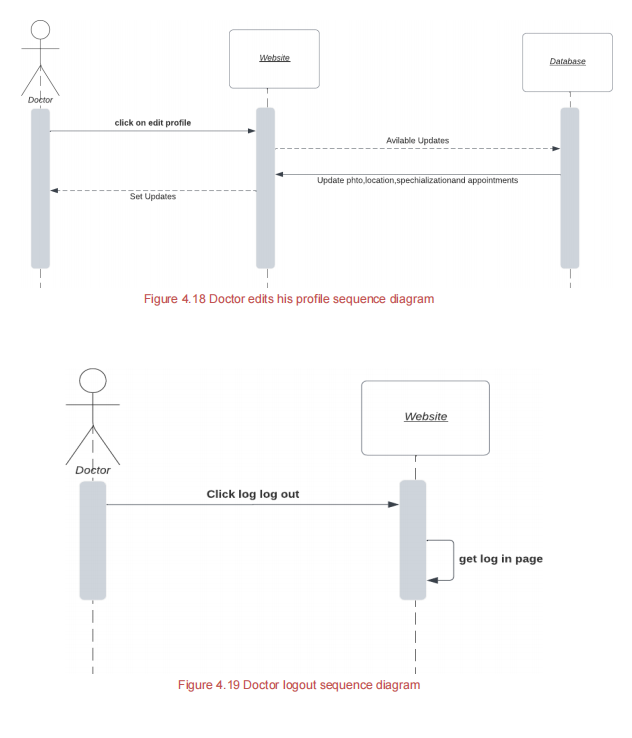 Website
Database
Doctor
click on edit profile
Avilable Updates
Update phto,location,spechializationand appointments
Set Updates
Figure 4.18 Doctor edits his profile sequence diagram
Website
Doctor
Click log log out
get log in page
Figure 4.19 Doctor logout sequence diagram